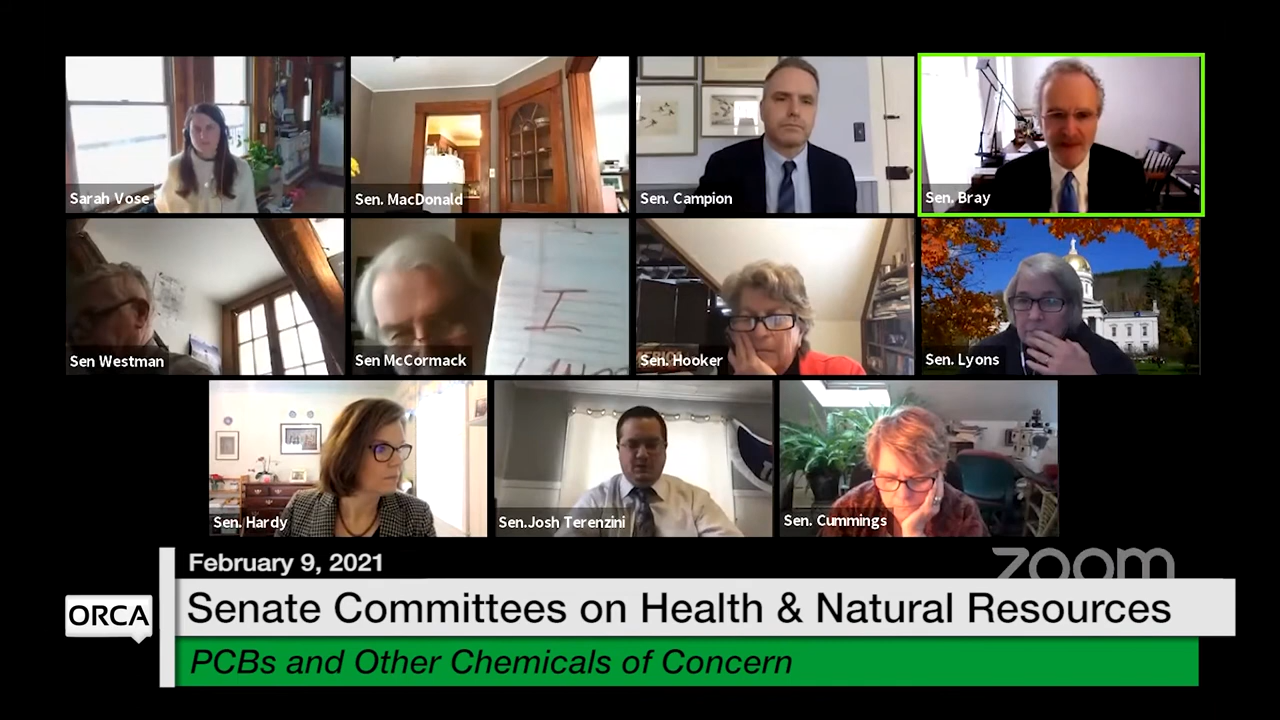 Sarah Vose
Sen. MacDonald
Sen. Campion
Sen. Bray
Sen Westman
Sen McCormack
I
Sen. Hooker
Sen. Lyons
Sen. Hardy
Sen.Josh Terenzini
Sen. Cummings
zoom
February 9, 2021
ORCA
Senate Committees on Health & Natural Resources
PCBs and Other Chemicals of Concern